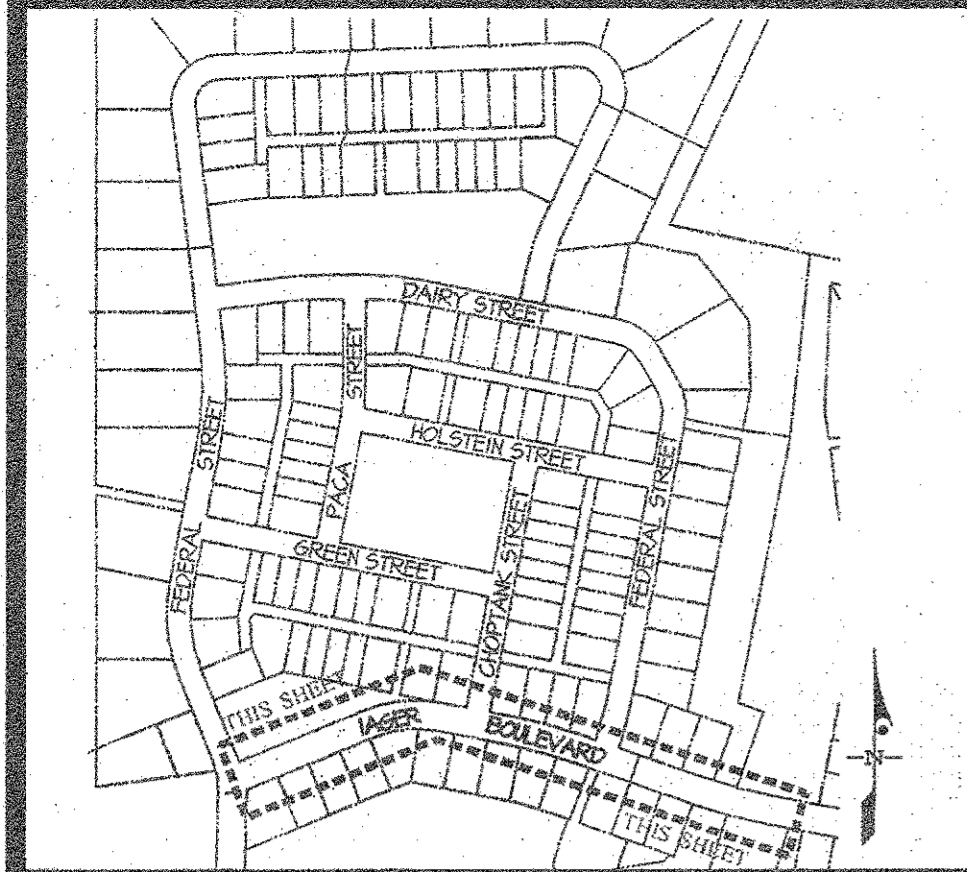 DAIRY STREET
STREET
PACA
HOLSTEIN STREET
FEDERAL
STREET
FEDERAL STREET
GREEN STREET
CHOPTANK STREET
THIS SHEET
IAGER
BOULEVARD
THIS SHEET
N